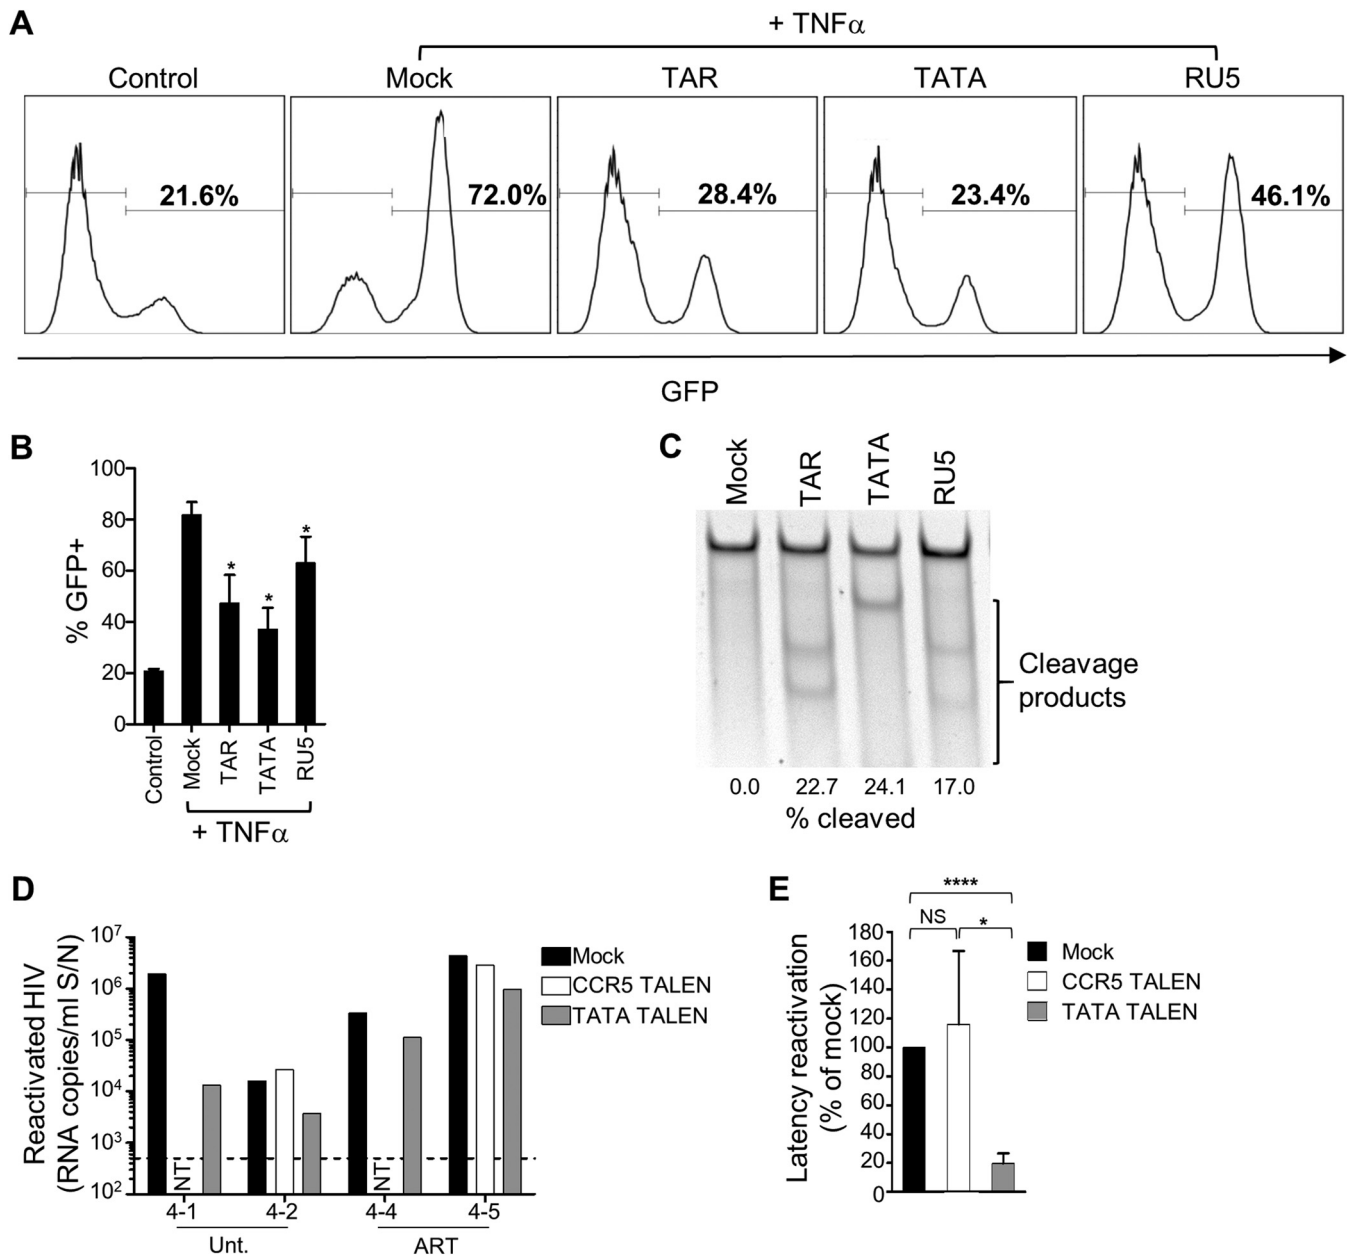 A
+ TNFα
Control Mock TAR TATA RU5
21.6% 72.0% 28.4% 23.4% 46.1%
GFP
B
% GFP+
100
80
60
40
20
0
* * *
Control Mock TAR TATA RU5
+ TNFα
C
Mock TAR TATA RU5
Cleavage
products
0.0 22.7 24.1 17.0
% cleaved
D
Reactivated HIV
(RNA copies/ml S/N)
10⁷
10⁶
10⁵
10⁴
10³
10²
NT NT
4-1 4-2 4-4 4-5
Unt. ART
Mock
CCR5 TALEN
TATA TALEN
E
Latency reactivation
(% of mock)
****
NS *
180
160
140
120
100
80
60
40
20
0
Mock
CCR5 TALEN
TATA TALEN